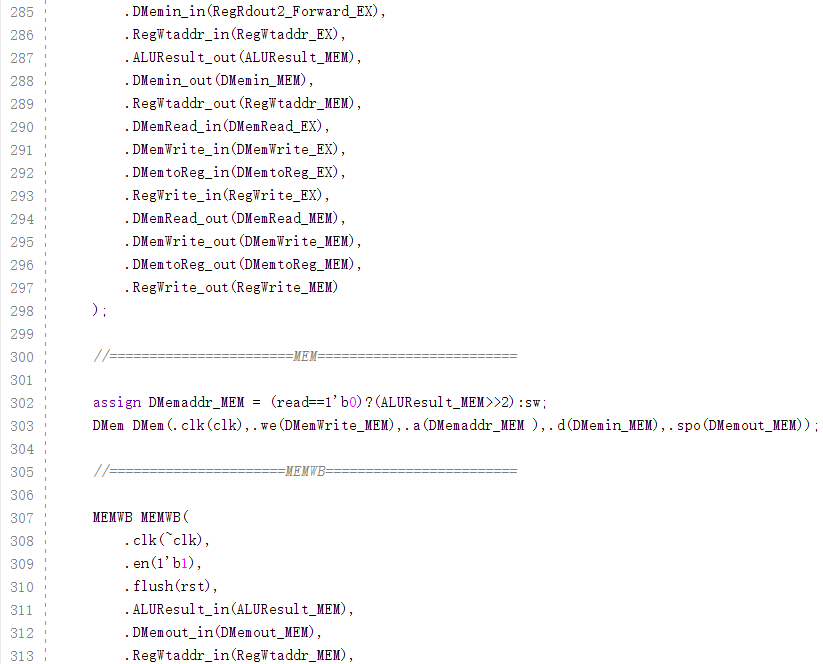 285 .DMemin_in(RegRdout2_Forward_EX),
286 .RegWtaddr_in(RegWtaddr_EX),
287 .ALUResult_out(ALUResult_MEM),
288 .DMemin_out(DMemin_MEM),
289 .RegWtaddr_out(RegWtaddr_MEM),
290 .DMemRead_in(DMemRead_EX),
291 .DMemWrite_in(DMemWrite_EX),
292 .DMemtoReg_in(DMemtoReg_EX),
293 .RegWrite_in(RegWrite_EX),
294 .DMemRead_out(DMemRead_MEM),
295 .DMemWrite_out(DMemWrite_MEM),
296 .DMemtoReg_out(DMemtoReg_MEM),
297 .RegWrite_out(RegWrite_MEM)
298 );
299
300 //=======================MEM=========================
301
302 assign DMemaddr_MEM = (read==1'b0)?(ALUResult_MEM>>2):sw;
303 DMem DMem(.clk(clk),.we(DMemWrite_MEM),.a(DMemaddr_MEM ),.d(DMemin_MEM),.spo(DMemout_MEM));
304
305 //======================MEMWB========================
306
307 MEMWB MEMWB(
308 .clk(~clk),
309 .en(1'b1),
310 .flush(rst),
311 .ALUResult_in(ALUResult_MEM),
312 .DMemout_in(DMemout_MEM),
313 .RegWtaddr_in(RegWtaddr_MEM),